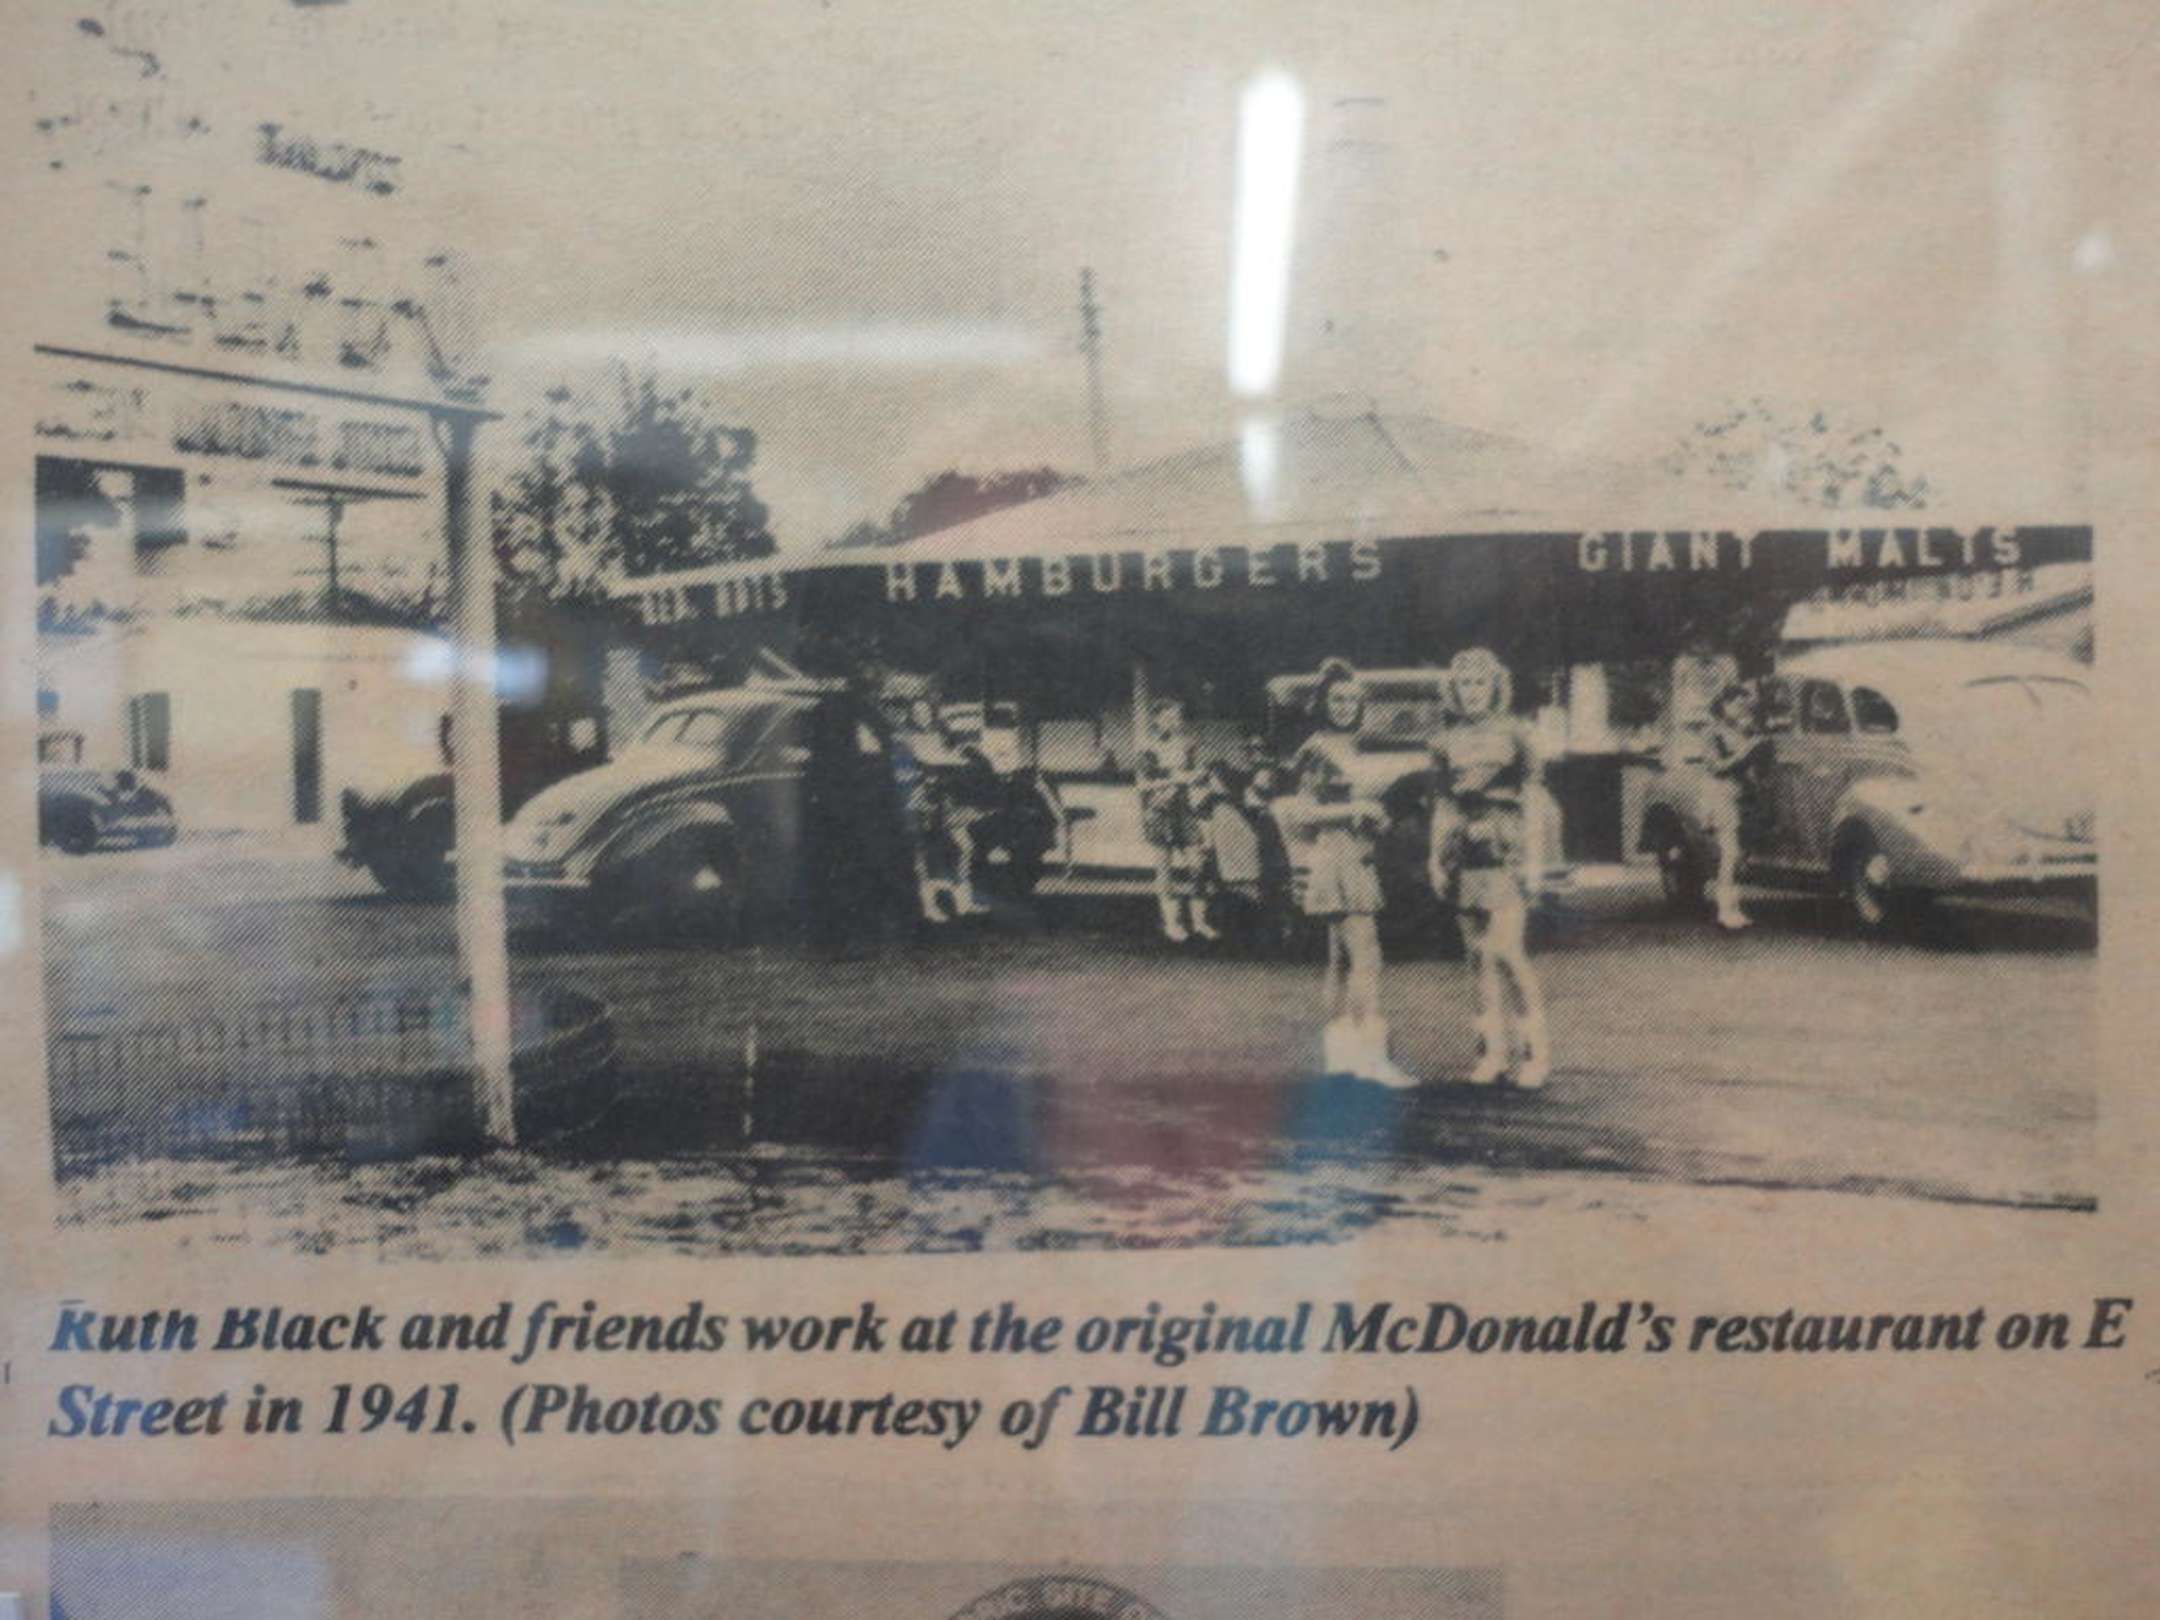 HAMBURGERS GIANT MALTS
Ruth Black and friends work at the original McDonald's restaurant on E
Street in 1941. (Photos courtesy of Bill Brown)
SITE